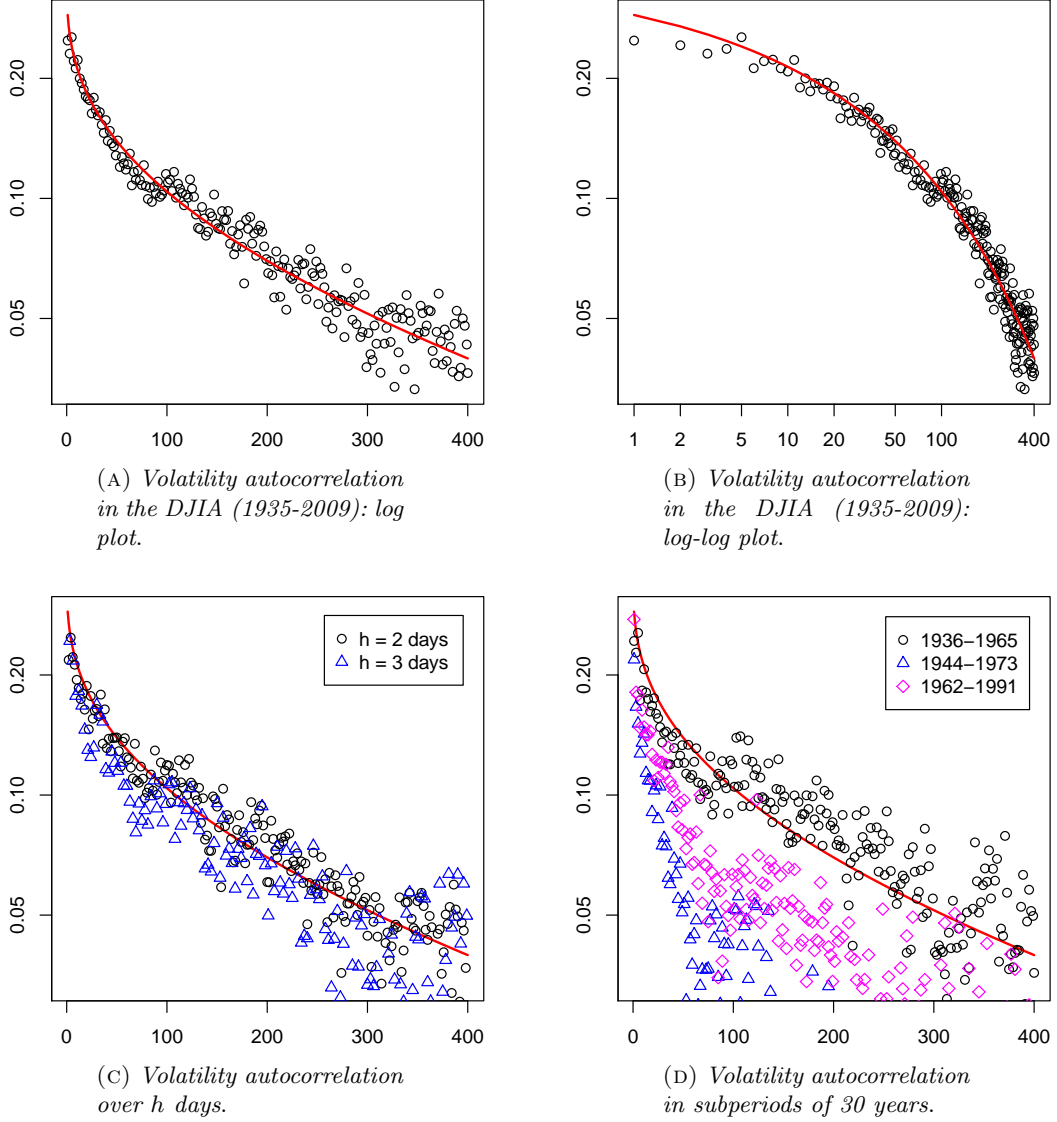 0.20
0.10
0.05
0 100 200 300 400
(A) Volatility autocorrelation
in the DJIA (1935-2009): log
plot.
0.20
0.10
0.05
1 2 5 10 20 50 100 400
(B) Volatility autocorrelation
in the DJIA (1935-2009):
log-log plot.
h = 2 days
h = 3 days
0.20
0.10
0.05
0 100 200 300 400
(C) Volatility autocorrelation
over h days.
1936–1965
1944–1973
1962–1991
0.20
0.10
0.05
0 100 200 300 400
(D) Volatility autocorrelation
in subperiods of 30 years.